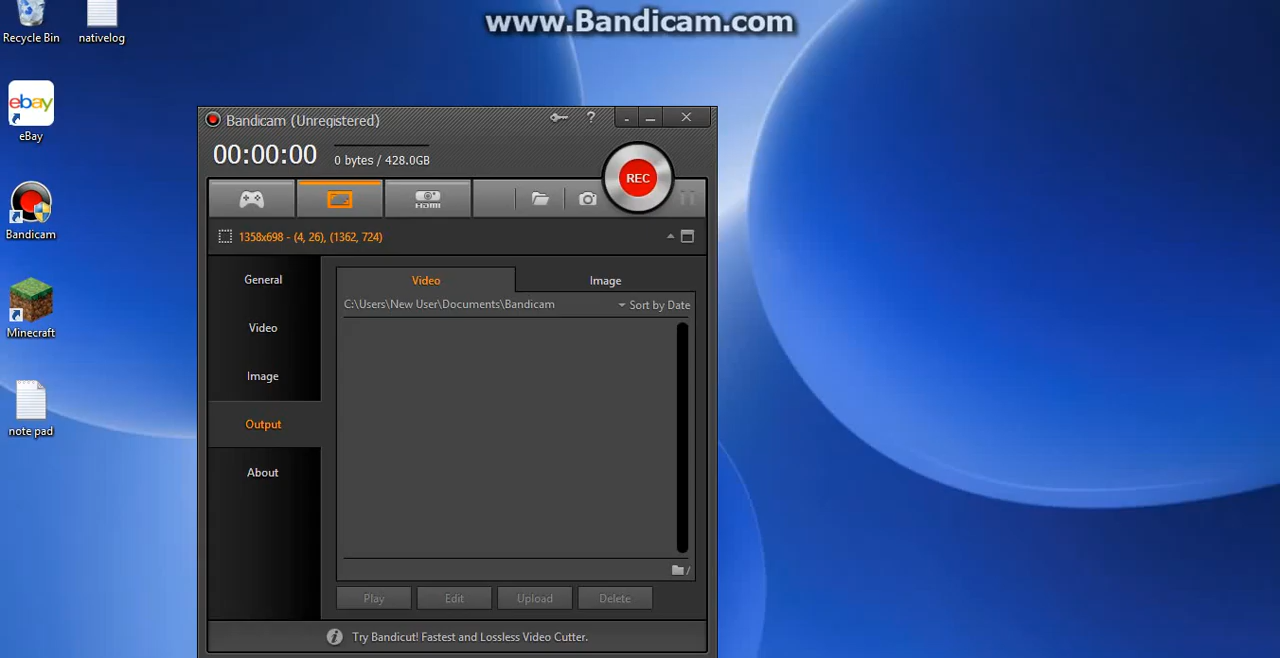 www.Bandicam.com
Recycle Bin
nativelog
ebay
eBay
Bandicam
Minecraft
note pad
Bandicam (Unregistered)
?
00:00:00
0 bytes / 428.0GB
REC
HDMI
1358x698 - (4, 26), (1362, 724)
General
Video
Image
Output
About
Video
Image
C:\Users\New User\Documents\Bandicam
Sort by Date
/
Play
Edit
Upload
Delete
Try Bandicut! Fastest and Lossless Video Cutter.